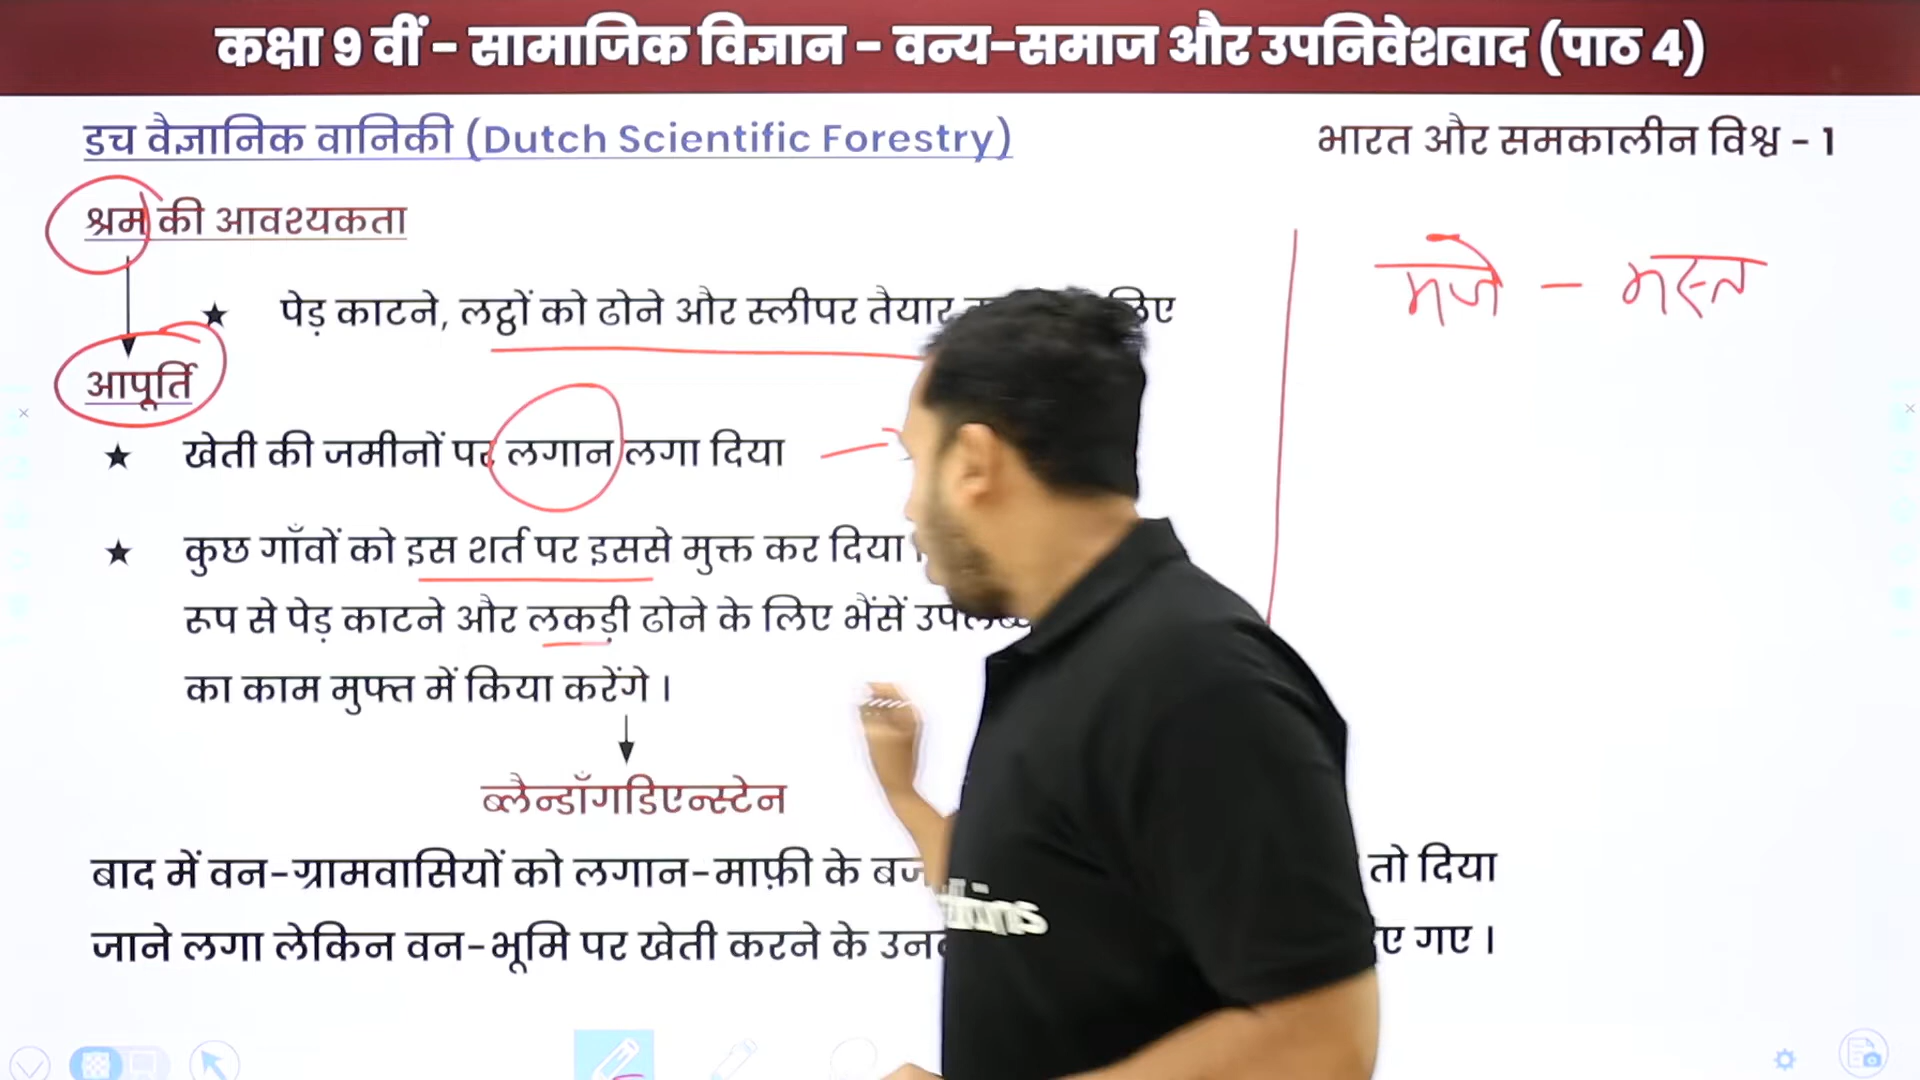 कक्षा 9 वीं - सामाजिक विज्ञान - वन्य-समाज और उपनिवेशवाद (पाठ 4)
डच वैज्ञानिक वानिकी (Dutch Scientific Forestry)
भारत और समकालीन विश्व - 1
श्रम की आवश्यकता
मजे - मस्त
पेड़ काटने, लट्ठों को ढोने और स्लीपर तैयार लिए
आपूर्ति
खेती की जमीनों पर लगान लगा दिया
कुछ गाँवों को इस शर्त पर इससे मुक्त कर दिया
रूप से पेड़ काटने और लकड़ी ढोने के लिए भैंसें
का काम मुफ्त में किया करेंगे ।
ब्लैन्डाँगडिएन्स्टेन
बाद में वन-ग्रामवासियों को लगान-माफ़ी के तो दिया
जाने लगा लेकिन वन-भूमि पर खेती करने के गए ।